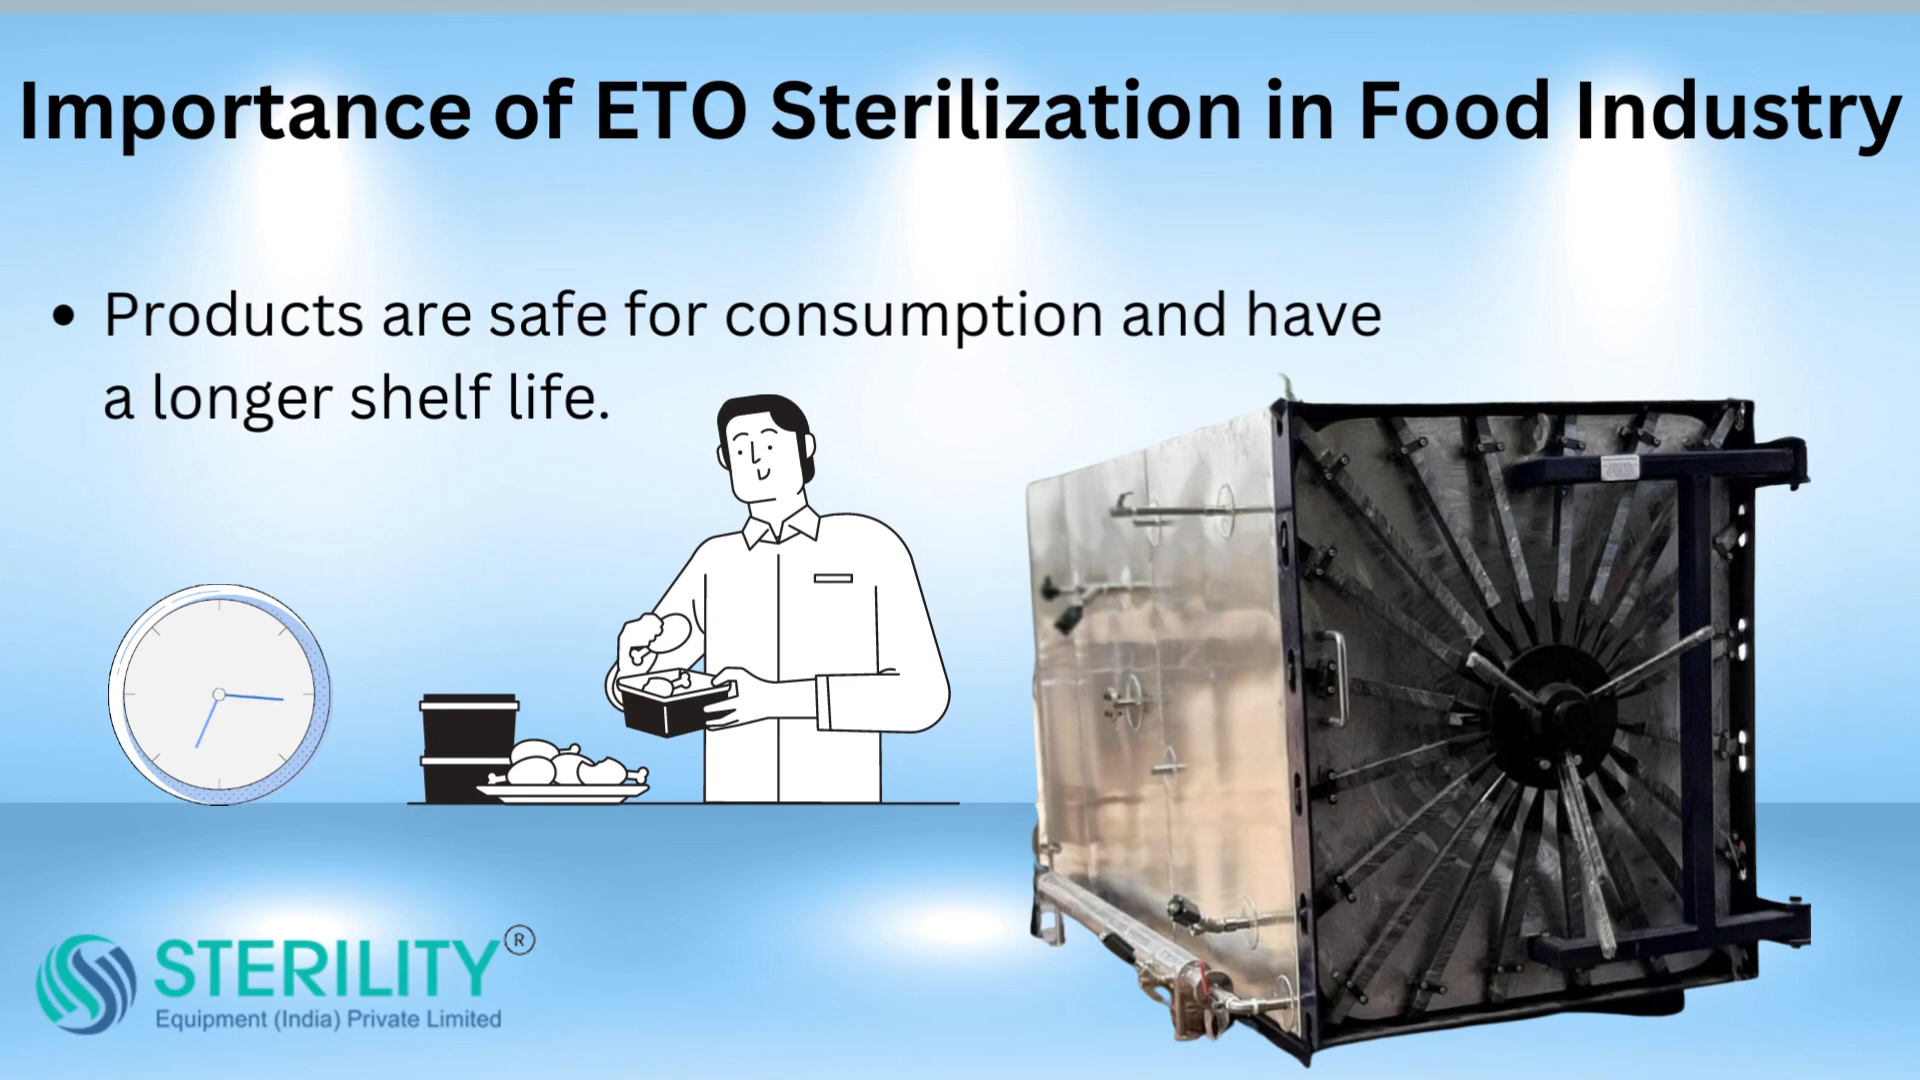 Importance of ETO Sterilization in Food Industry
• Products are safe for consumption and have
a longer shelf life.
STERILITY ®
Equipment (India) Private Limited